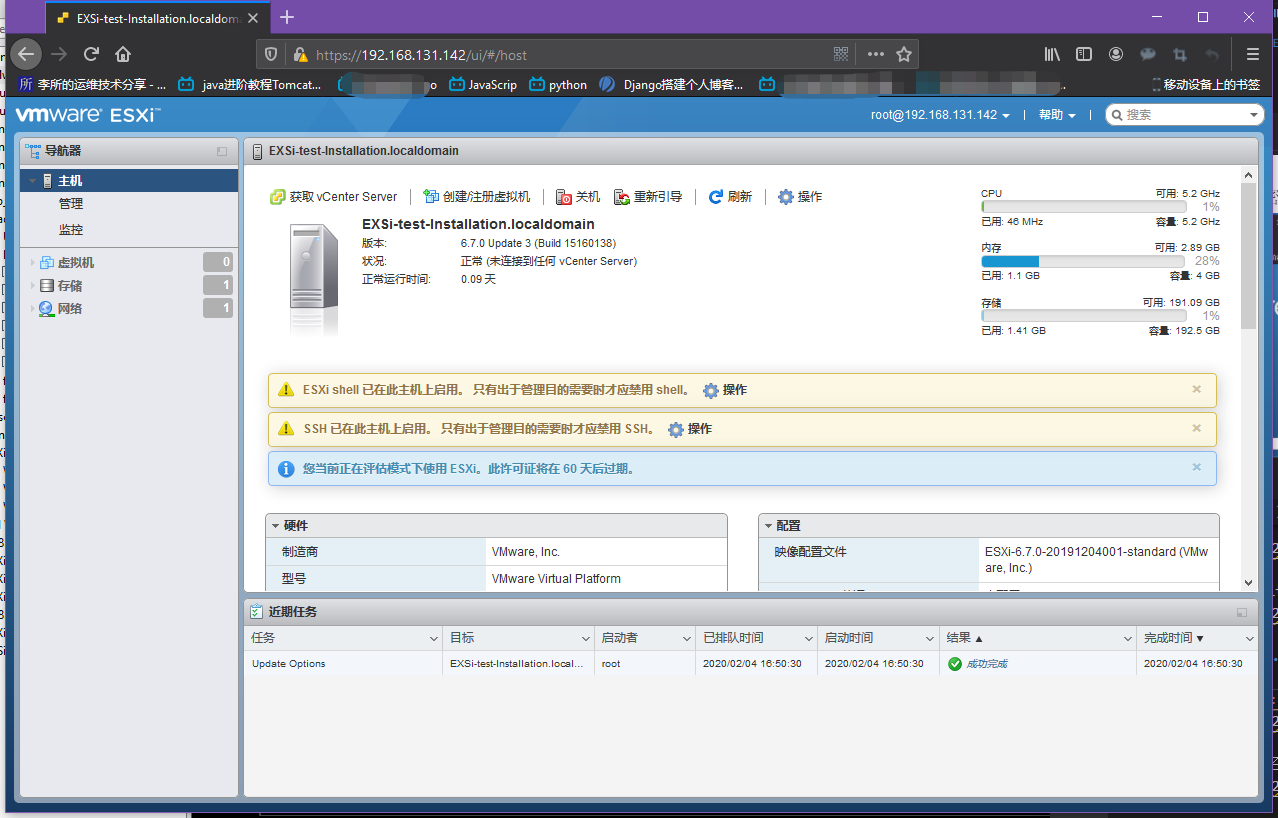 EXSi-test-Installation.localdom
https://192.168.131.142/ui/#/host
所 李所的运维技术分享 - ...
java进阶教程Tomcat...
o
JavaScrip
python
Django搭建个人博客...
移动设备上的书签
vmware ESXi™
root@192.168.131.142
帮助
搜索
导航器
主机
管理
监控
虚拟机 0
存储 1
网络 1
EXSi-test-Installation.localdomain
获取 vCenter Server
创建/注册虚拟机
关机
重新引导
刷新
操作
EXSi-test-Installation.localdomain
版本: 6.7.0 Update 3 (Build 15160138)
状况: 正常 (未连接到任何 vCenter Server)
正常运行时间: 0.09 天
CPU 可用: 5.2 GHz
1%
已用: 46 MHz 容量: 5.2 GHz
内存 可用: 2.89 GB
28%
已用: 1.1 GB 容量: 4 GB
存储 可用: 191.09 GB
1%
已用: 1.41 GB 容量: 192.5 GB
ESXi shell 已在此主机上启用。 只有出于管理目的需要时才应禁用 shell。 操作
SSH 已在此主机上启用。 只有出于管理目的需要时才应禁用 SSH。 操作
您当前正在评估模式下使用 ESXi。此许可证将在 60 天后过期。
硬件
制造商 VMware, Inc.
型号 VMware Virtual Platform
配置
映像配置文件 ESXi-6.7.0-20191204001-standard (VMw
are, Inc.)
近期任务
任务 目标 启动者 已排队时间 启动时间 结果 ▲ 完成时间 ▼
Update Options EXSi-test-Installation.local... root 2020/02/04 16:50:30 2020/02/04 16:50:30 成功完成 2020/02/04 16:50:30